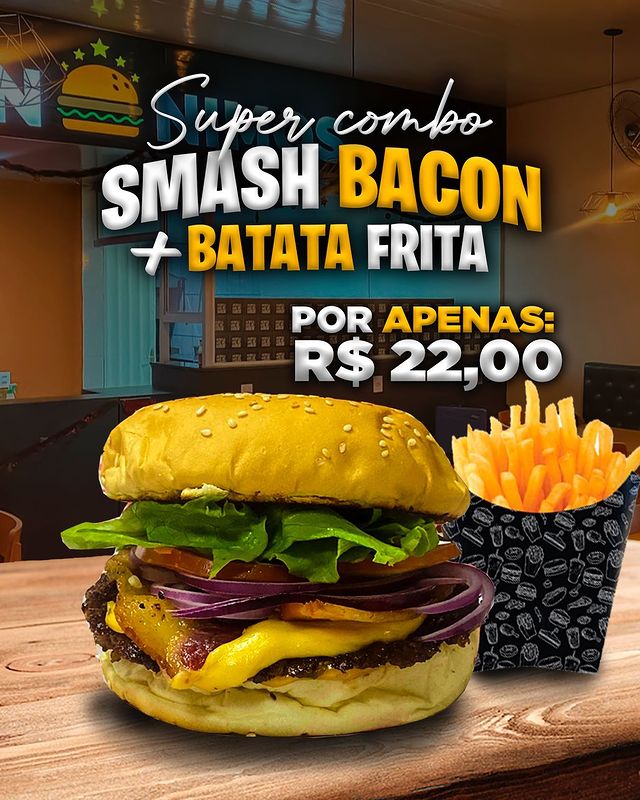 Super combo
SMASH BACON
+ BATATA FRITA
POR APENAS:
R$ 22,00